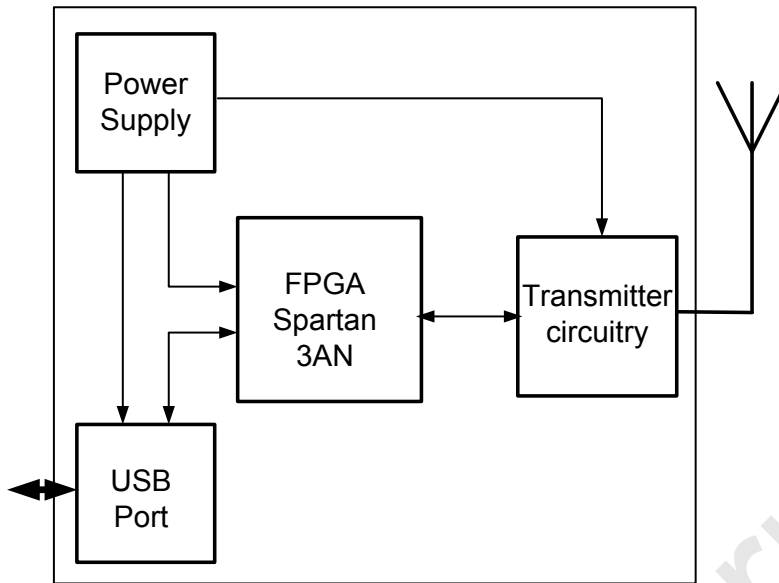 Power
Supply
FPGA
Spartan
3AN
Transmitter
circuitry
USB
Port